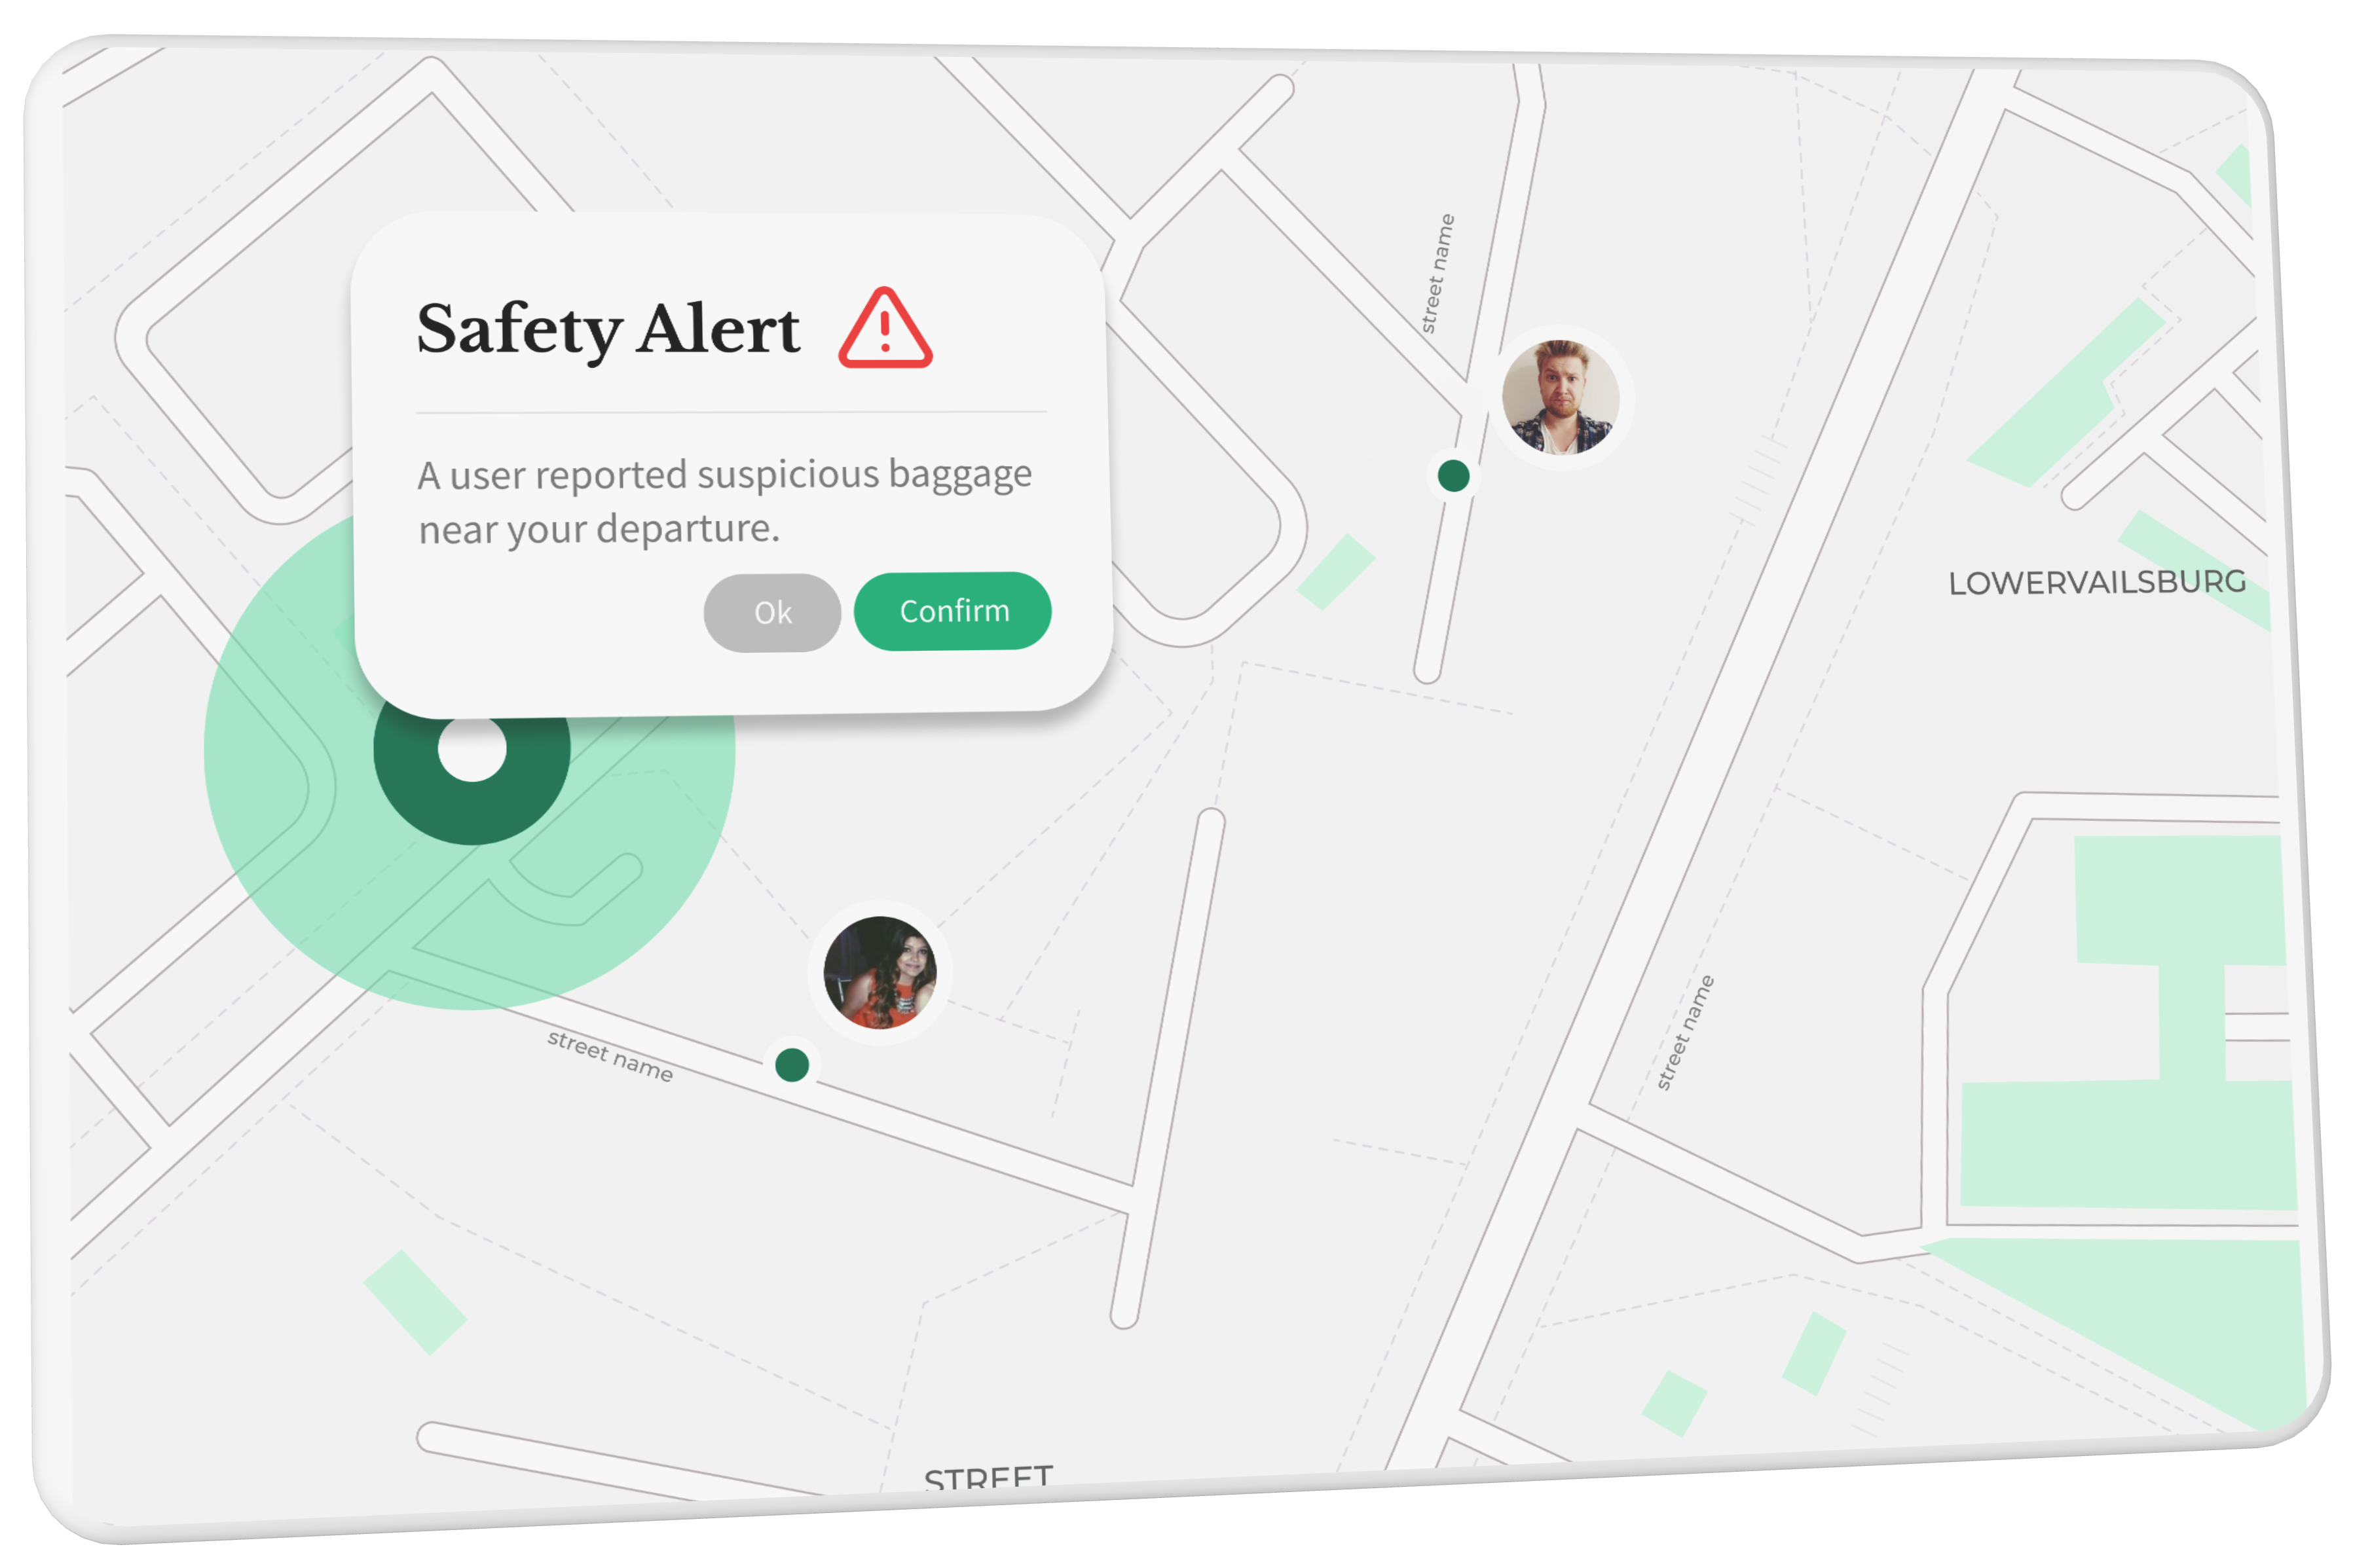 Safety Alert
A user reported suspicious baggage
near your departure.
Ok
Confirm
street name
LOWERVAILSBURG
street name
street name
STREET